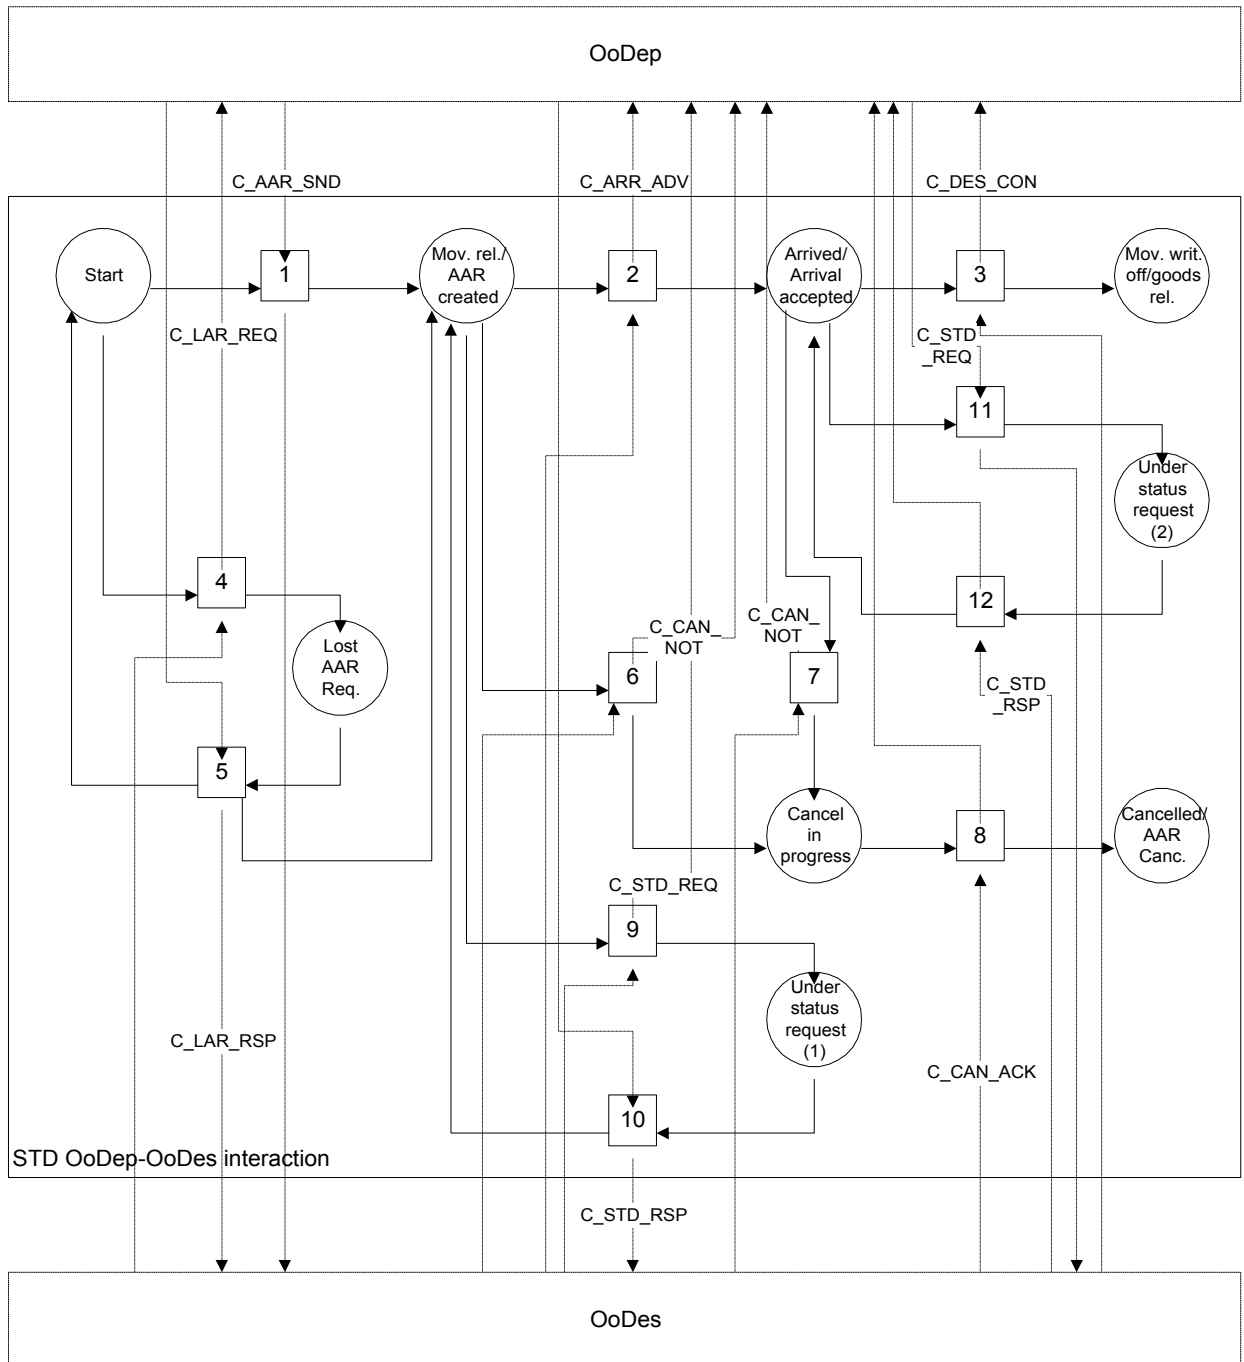 OoDep
C_AAR_SND
C_ARR_ADV
C_DES_CON
Start
1
Mov. rel./
AAR
created
2
Arrived/
Arrival
accepted
3
Mov. writ.
off/goods
rel.
C_LAR_REQ
C_STD
_REQ
11
Under
status
request
(2)
4
12
C_CAN_
NOT
C_CAN_
NOT
Lost
AAR
Req.
6
7
C_STD
_RSP
5
Cancel
in
progress
8
Cancelled/
AAR
Canc.
C_STD_REQ
9
Under
status
request
(1)
C_LAR_RSP
C_CAN_ACK
10
STD OoDep-OoDes interaction
C_STD_RSP
OoDes